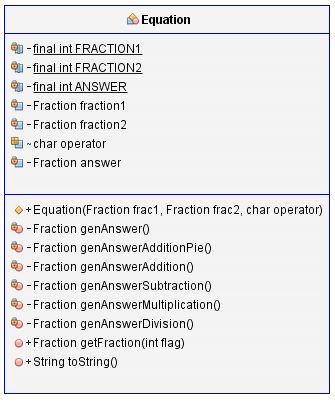 Equation
- final int FRACTION1
- final int FRACTION2
- final int ANSWER
- Fraction fraction1
- Fraction fraction2
~ char operator
- Fraction answer
+ Equation(Fraction frac1, Fraction frac2, char operator)
- Fraction genAnswer()
- Fraction genAnswerAdditionPie()
- Fraction genAnswerAddition()
- Fraction genAnswerSubtraction()
- Fraction genAnswerMultiplication()
- Fraction genAnswerDivision()
+ Fraction getFraction(int flag)
+ String toString()